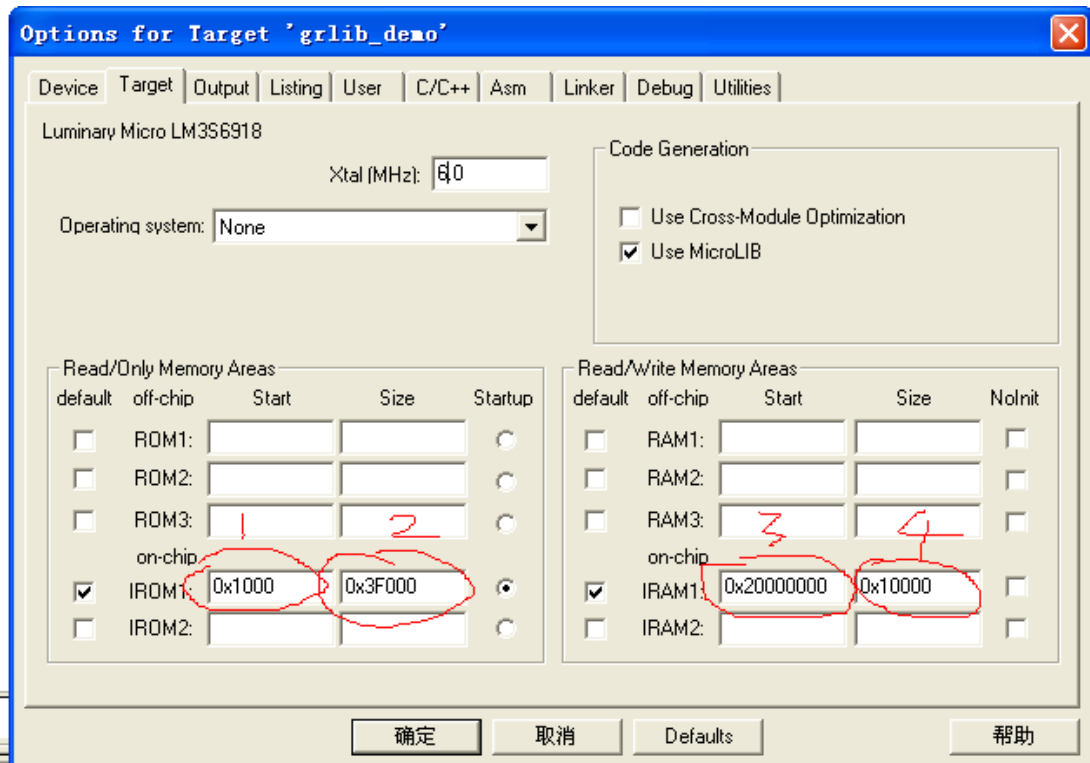 Options for Target 'grlib_demo'
Device Target Output Listing User C/C++ Asm Linker Debug Utilities
Luminary Micro LM3S6918
Xtal (MHz): 6.0
Operating system: None
Code Generation
Use Cross-Module Optimization
Use MicroLIB
Read/Only Memory Areas
default off-chip Start Size Startup
ROM1:
ROM2:
ROM3:
1 2
on-chip
IROM1: 0x1000 0x3F000
IROM2:
Read/Write Memory Areas
default off-chip Start Size NoInit
RAM1:
RAM2:
RAM3:
3 4
on-chip
IRAM1: 0x20000000 0x10000
IRAM2:
确定 取消 Defaults 帮助